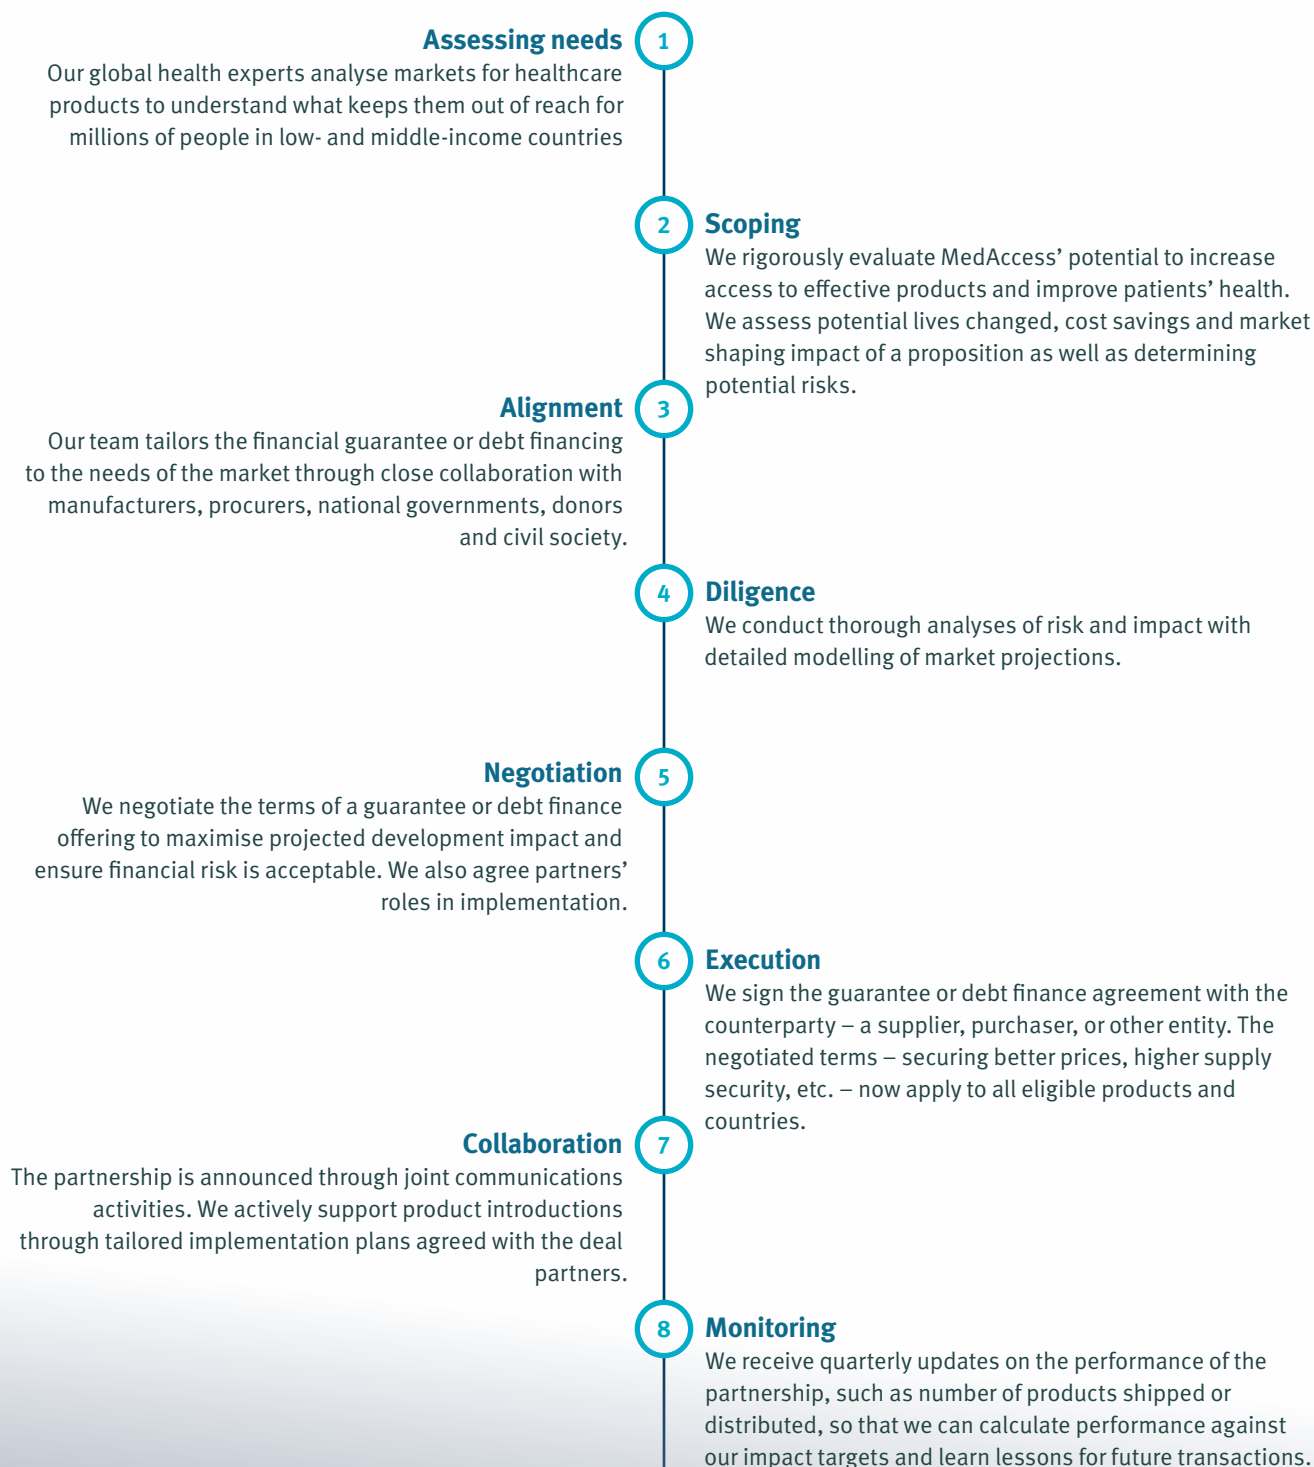 Assessing needs
1
Our global health experts analyse markets for healthcare
products to understand what keeps them out of reach for
millions of people in low- and middle-income countries
2
Scoping
We rigorously evaluate MedAccess’ potential to increase
access to effective products and improve patients’ health.
We assess potential lives changed, cost savings and market
shaping impact of a proposition as well as determining
potential risks.
Alignment
3
Our team tailors the financial guarantee or debt financing
to the needs of the market through close collaboration with
manufacturers, procurers, national governments, donors
and civil society.
4
Diligence
We conduct thorough analyses of risk and impact with
detailed modelling of market projections.
Negotiation
5
We negotiate the terms of a guarantee or debt finance
offering to maximise projected development impact and
ensure financial risk is acceptable. We also agree partners’
roles in implementation.
6
Execution
We sign the guarantee or debt finance agreement with the
counterparty – a supplier, purchaser, or other entity. The
negotiated terms – securing better prices, higher supply
security, etc. – now apply to all eligible products and
countries.
Collaboration
7
The partnership is announced through joint communications
activities. We actively support product introductions
through tailored implementation plans agreed with the deal
partners.
8
Monitoring
We receive quarterly updates on the performance of the
partnership, such as number of products shipped or
distributed, so that we can calculate performance against
our impact targets and learn lessons for future transactions.